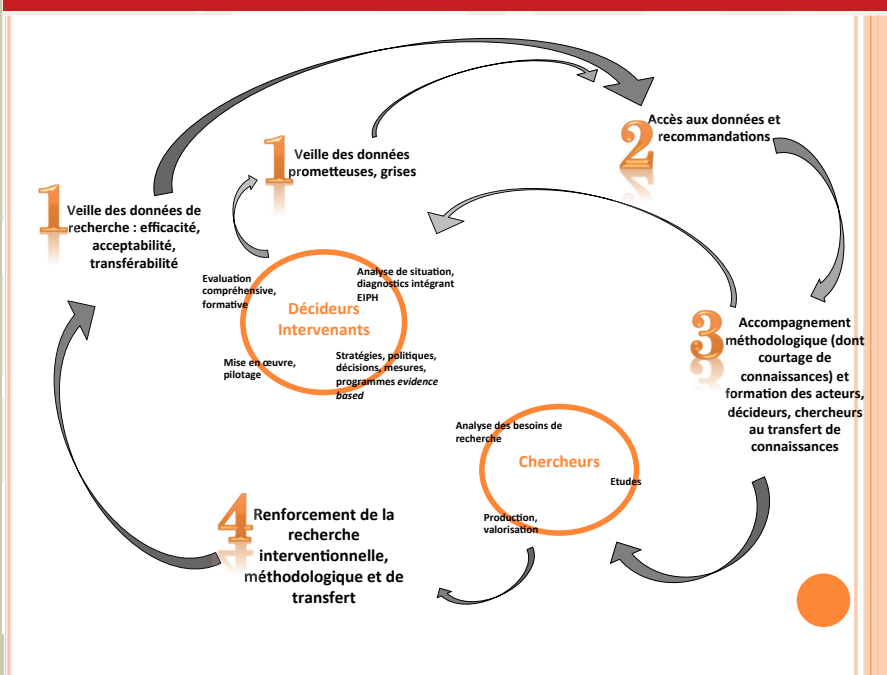 1
Veille des données
prometteuses, grises
2
Accès aux données et
recommandations
1
Veille des données de
recherche : efficacité,
acceptabilité,
transférabilité
Evaluation
compréhensive,
formative
Analyse de situation,
diagnostics intégrant
EIPH
Décideurs
Intervenants
Mise en œuvre,
pilotage
Stratégies, politiques,
décisions, mesures,
programmes evidence
based
3
Accompagnement
méthodologique (dont
courtage de
connaissances) et
formation des acteurs,
décideurs, chercheurs
au transfert de
connaissances
Analyse des besoins de
recherche
Chercheurs
Etudes
Production,
valorisation
4
Renforcement de la
recherche
interventionnelle,
méthodologique et de
transfert